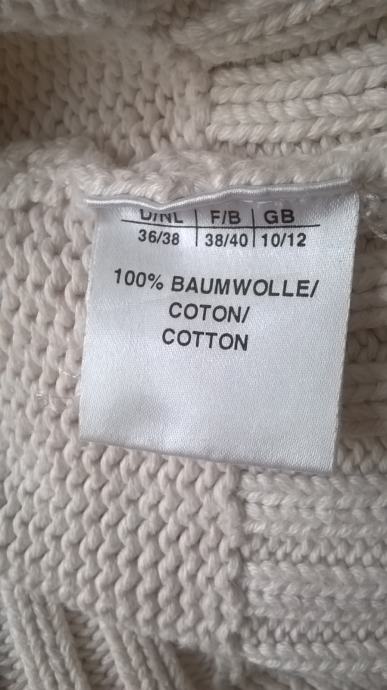 D/NL | F/B | GB
36/38 | 38/40 | 10/12
100% BAUMWOLLE/
COTON/
COTTON